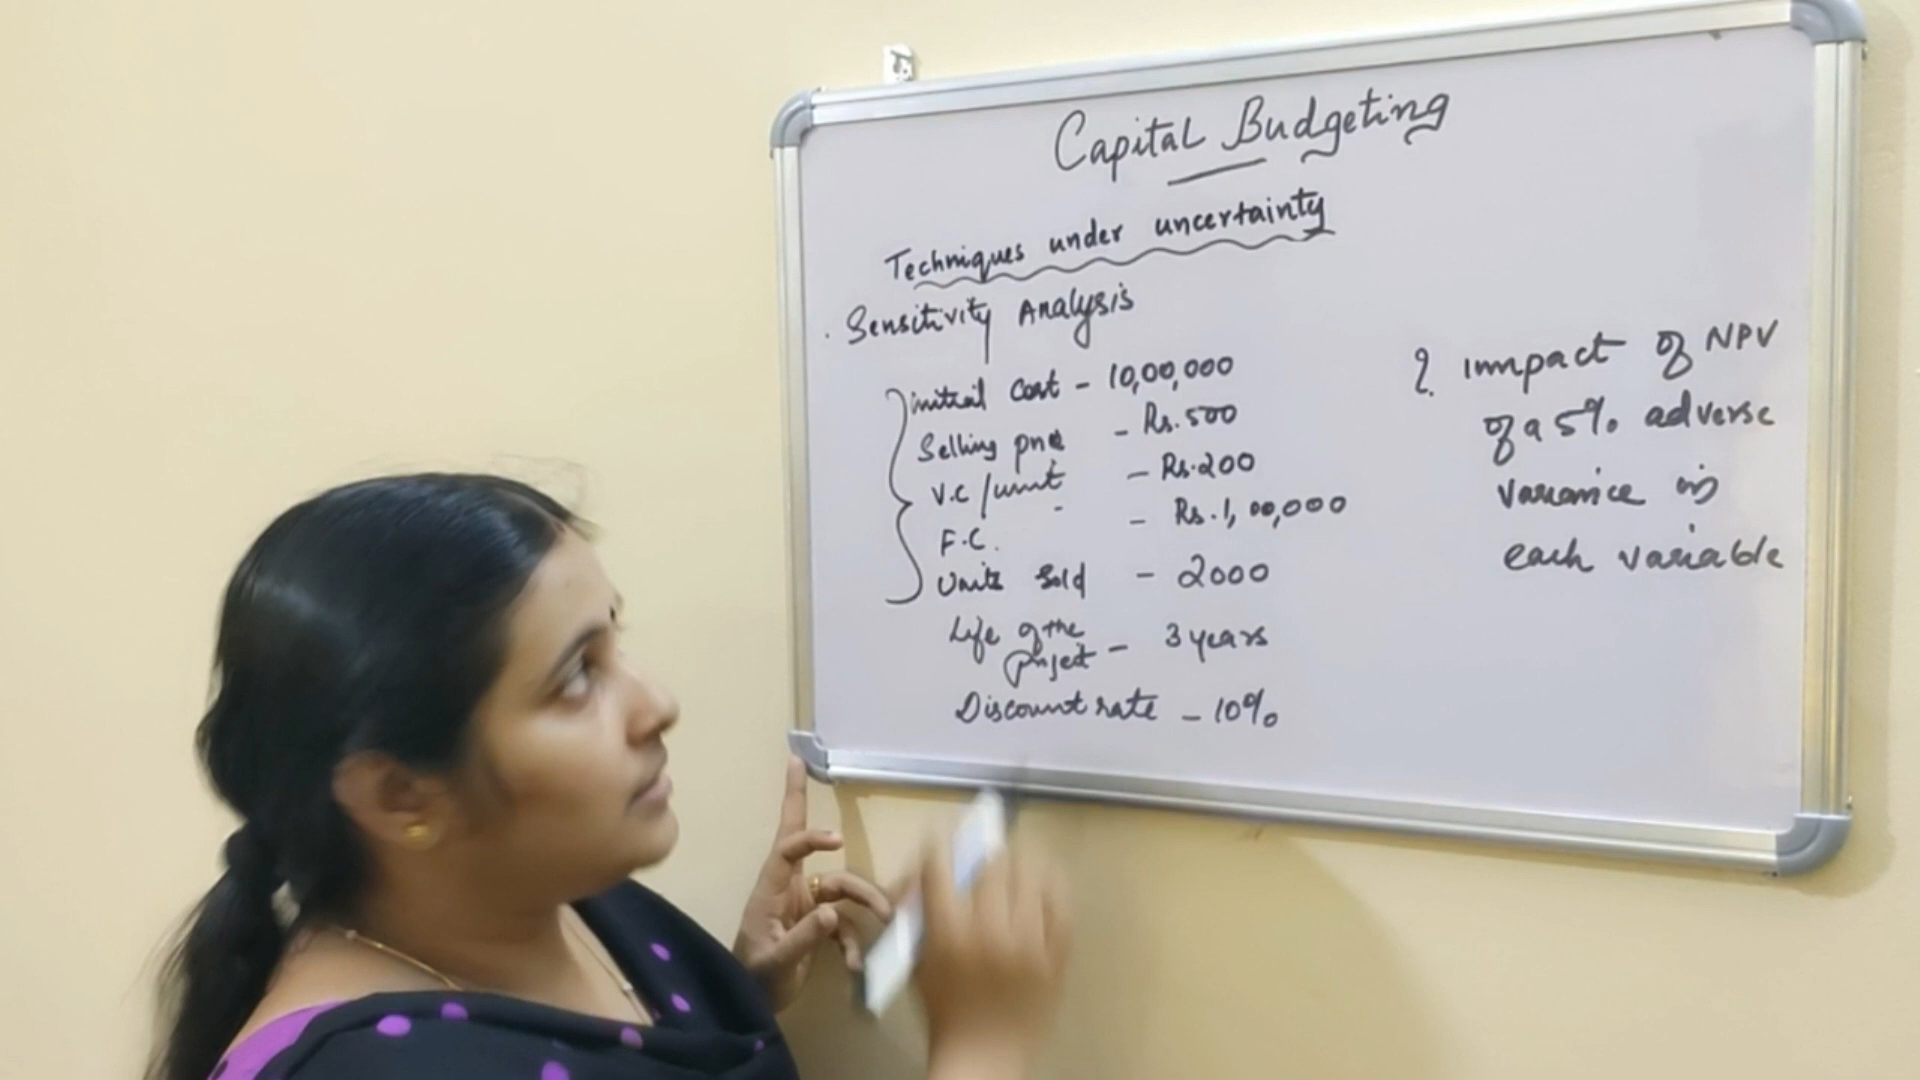 Capital Budgeting
Techniques under uncertainty
. Sensitivity Analysis
Initial Cost - 10,00,000
Selling price - Rs. 500
V.C /unit - Rs. 200
F.C. - Rs. 1,00,000
Units Sold - 2000
Life of the project - 3 years
Discount rate - 10%
? impact of NPV
of a 5% adverse
variance in
each variable